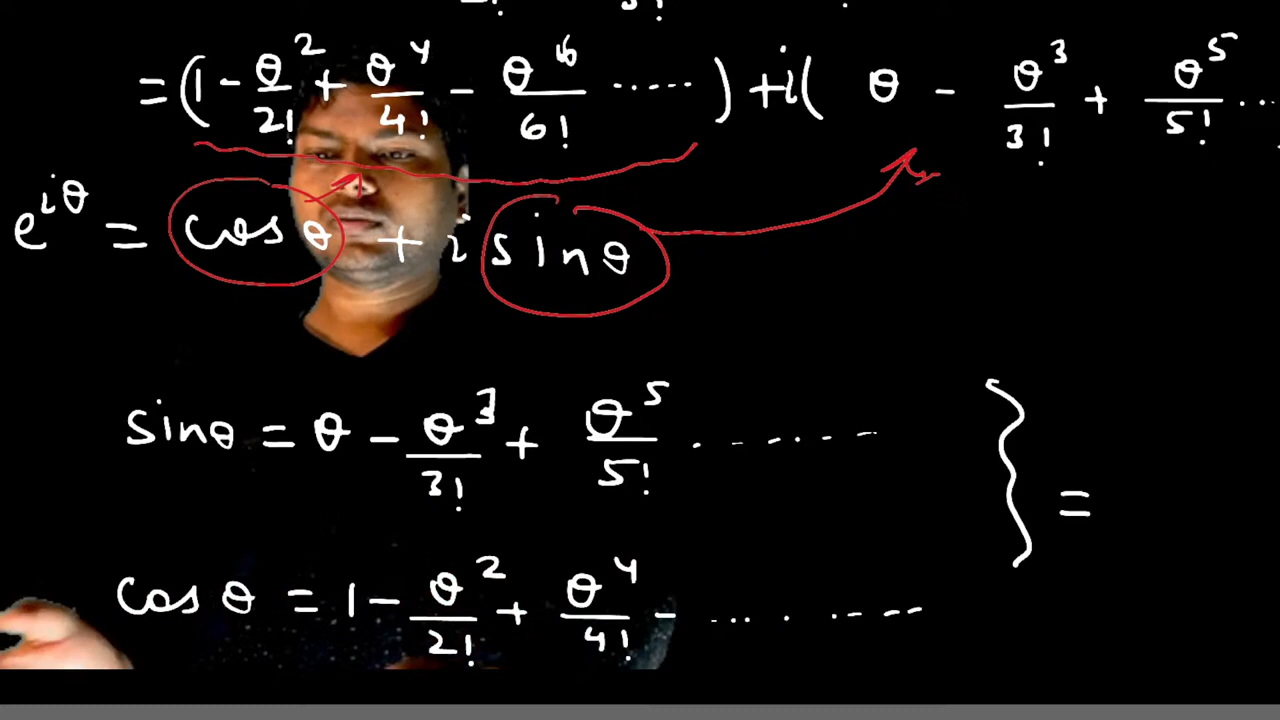 = (1 - θ²/2! + θ⁴/4! - θ⁶/6! ......) + i( θ - θ³/3! + θ⁵/5! ...
e^{iθ} = cos θ + i sin θ
sinθ = θ - θ³/3! + θ⁵/5! ........ } =
cos θ = 1 - θ²/2! + θ⁴/4! - ........